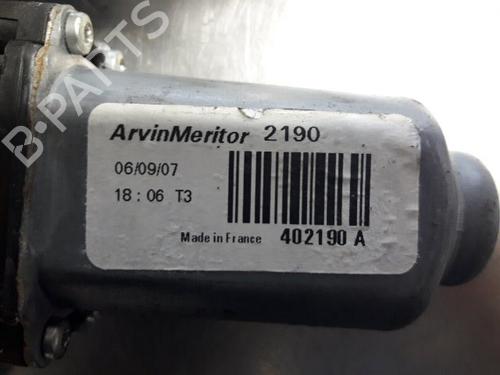 B-PARTS
ArvinMeritor 2190
06/09/07
18 : 06 T3
Made in France 402190 A